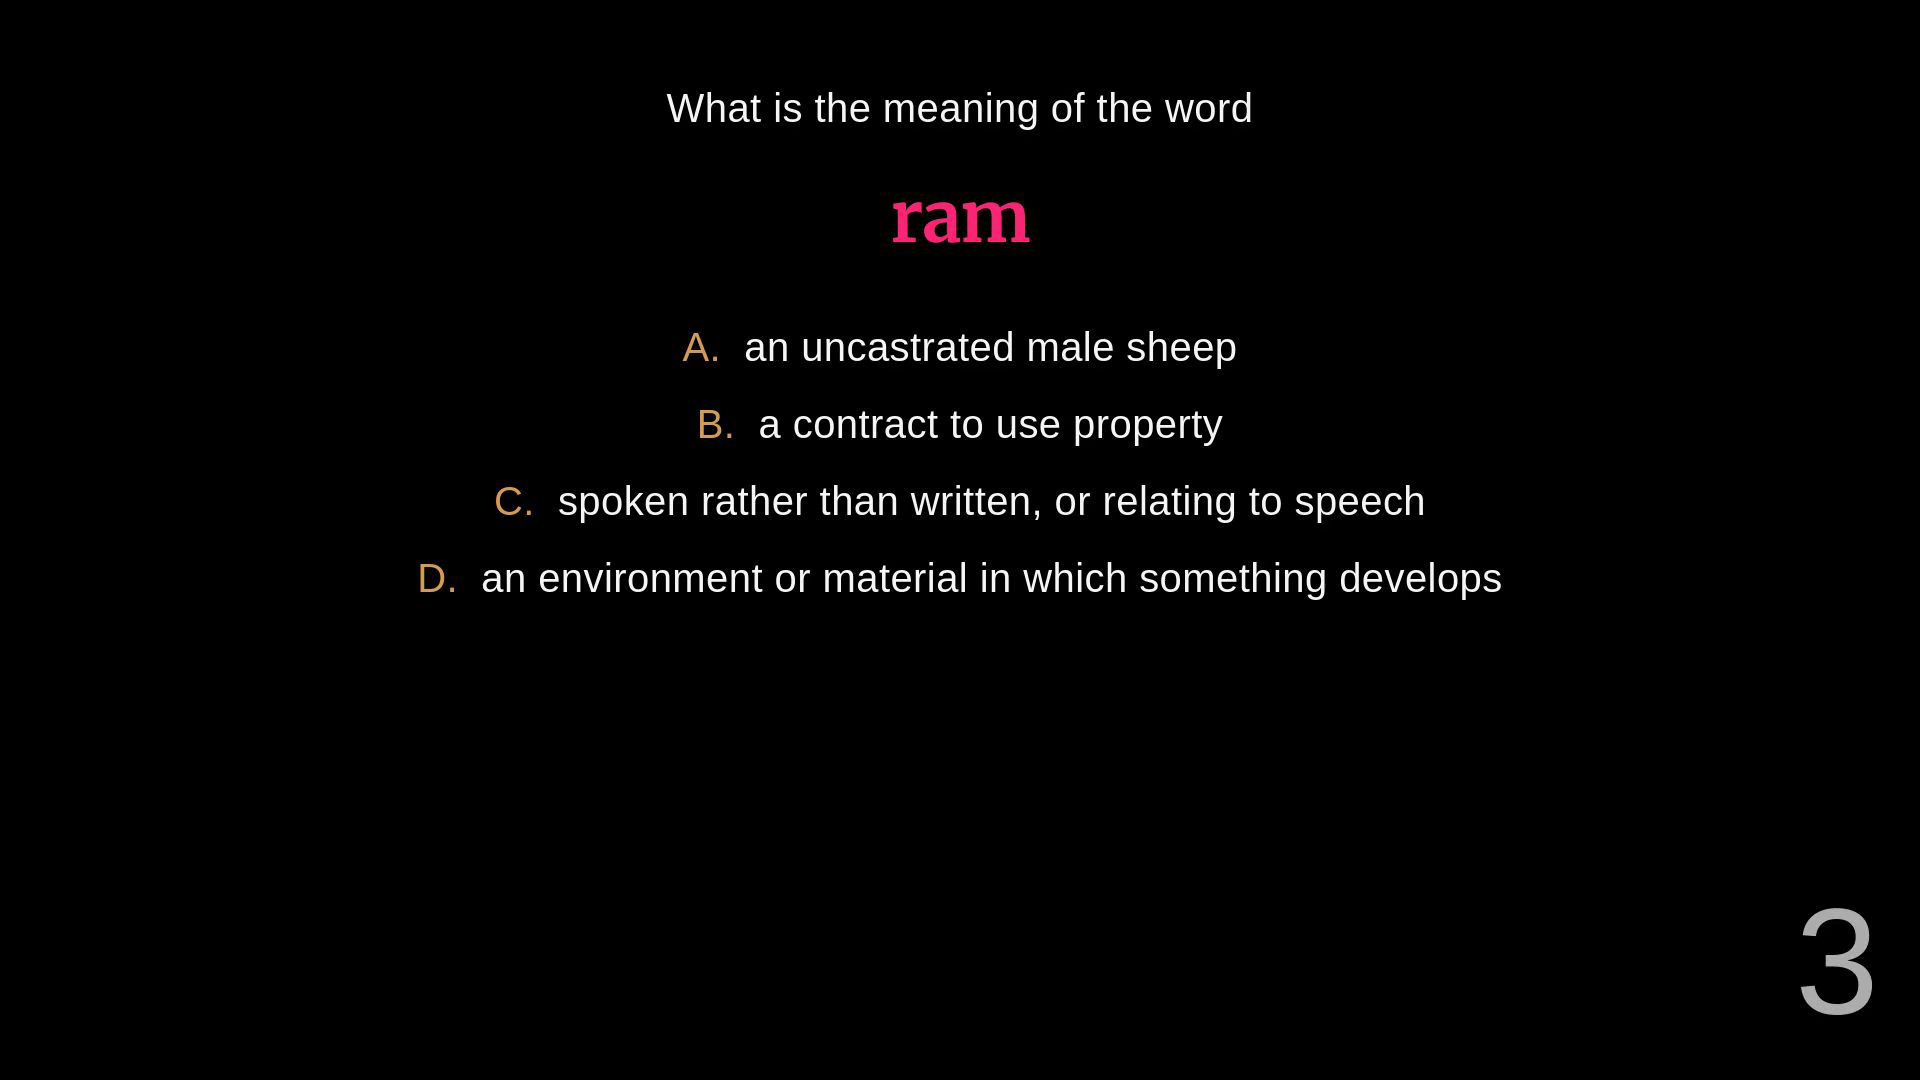 What is the meaning of the word
ram
A. an uncastrated male sheep
B. a contract to use property
C. spoken rather than written, or relating to speech
D. an environment or material in which something develops
3